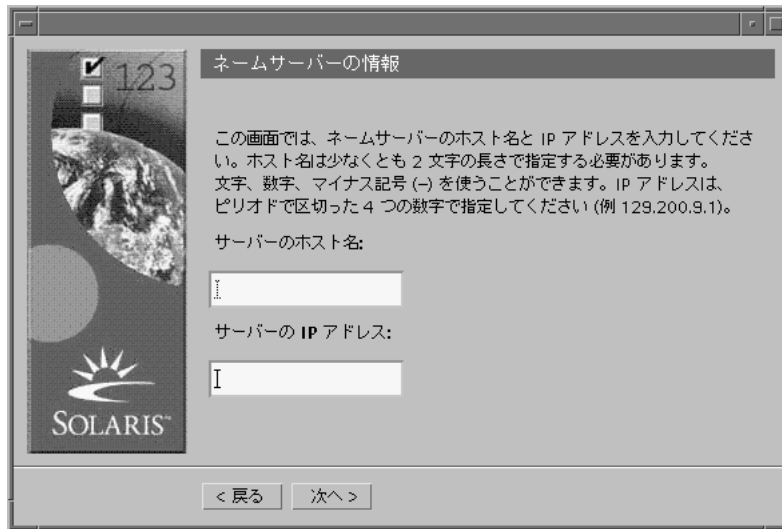 123
ネームサーバーの情報
この画面では、ネームサーバーのホスト名と IP アドレスを入力してくださ
い。ホスト名は少なくとも 2 文字の長さで指定する必要があります。
文字、数字、マイナス記号 (-) を使うことができます。IP アドレスは、
ピリオドで区切った 4 つの数字で指定してください (例 129.200.9.1)。
サーバーのホスト名:
サーバーの IP アドレス:
SOLARIS™
< 戻る
次へ >